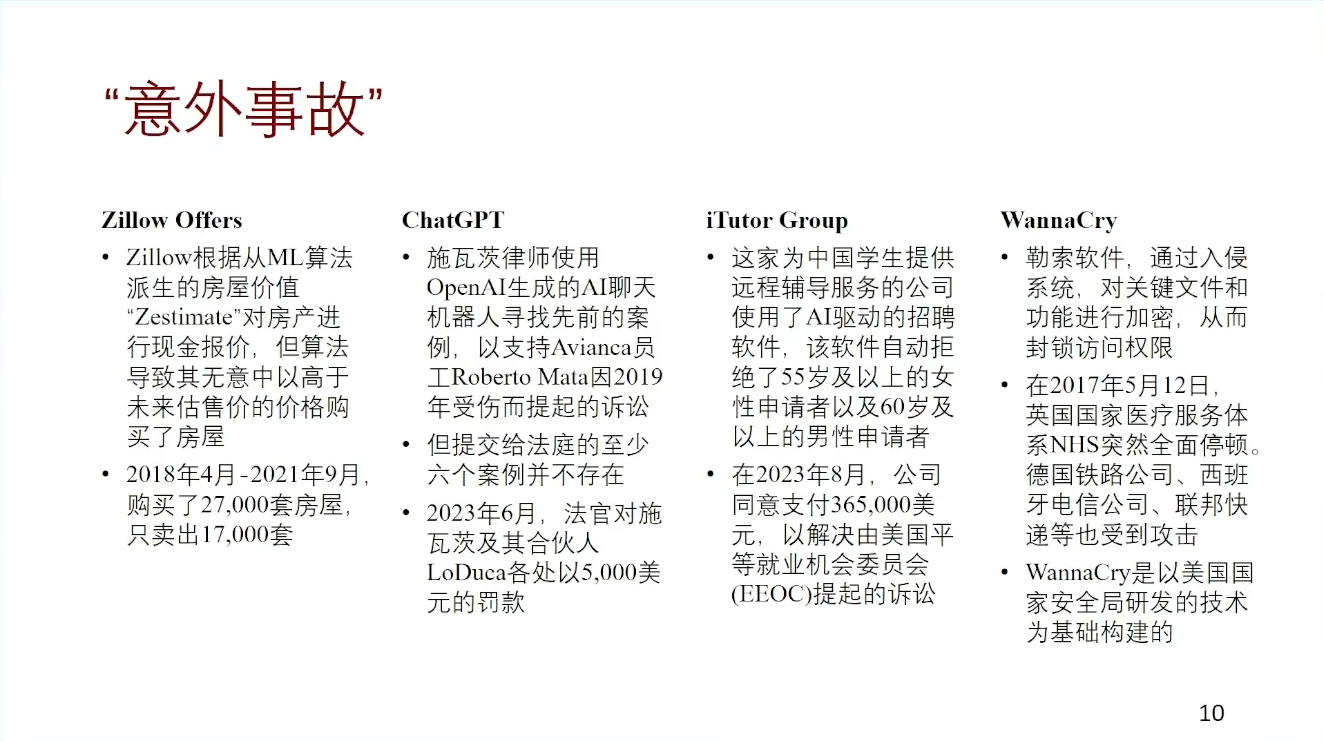 “意外事故”
Zillow Offers
• Zillow根据从ML算法
派生的房屋价值
“Zestimate”对房产进
行现金报价，但算法
导致其无意中以高于
未来估售价的价格购
买了房屋
• 2018年4月-2021年9月，
购买了27,000套房屋，
只卖出17,000套
ChatGPT
• 施瓦茨律师使用
OpenAI生成的AI聊天
机器人寻找先前的案
例，以支持Avianca员
工Roberto Mata因2019
年受伤而提起的诉讼
• 但提交给法庭的至少
六个案例并不存在
• 2023年6月，法官对施
瓦茨及其合伙人
LoDuca各处以5,000美
元的罚款
iTutor Group
• 这家为中国学生提供
远程辅导服务的公司
使用了AI驱动的招聘
软件，该软件自动拒
绝了55岁及以上的女
性申请者以及60岁及
以上的男性申请者
• 在2023年8月，公司
同意支付365,000美
元，以解决由美国平
等就业机会委员会
(EEOC)提起的诉讼
WannaCry
• 勒索软件，通过入侵
系统，对关键文件和
功能进行加密，从而
封锁访问权限
• 在2017年5月12日，
英国国家医疗服务体
系NHS突然全面停顿。
德国铁路公司、西班
牙电信公司、联邦快
递等也受到攻击
• WannaCry是以美国国
家安全局研发的技术
为基础构建的
10